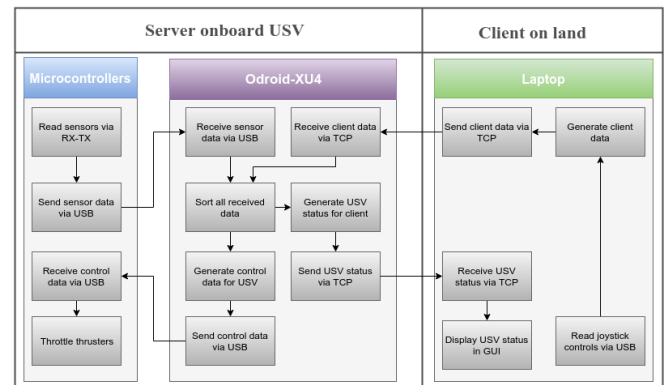 Server onboard USV
Client on land
Microcontrollers
Odroid-XU4
Laptop
Read sensors via
RX-TX
Send sensor data
via USB
Receive control
data via USB
Throttle thrusters
Receive sensor
data via USB
Receive client data
via TCP
Sort all received
data
Generate USV
status for client
Generate control
data for USV
Send USV status
via TCP
Send control data
via USB
Send client data via
TCP
Generate client
data
Receive USV
status via TCP
Display USV status
in GUI
Read joystick
controls via USB